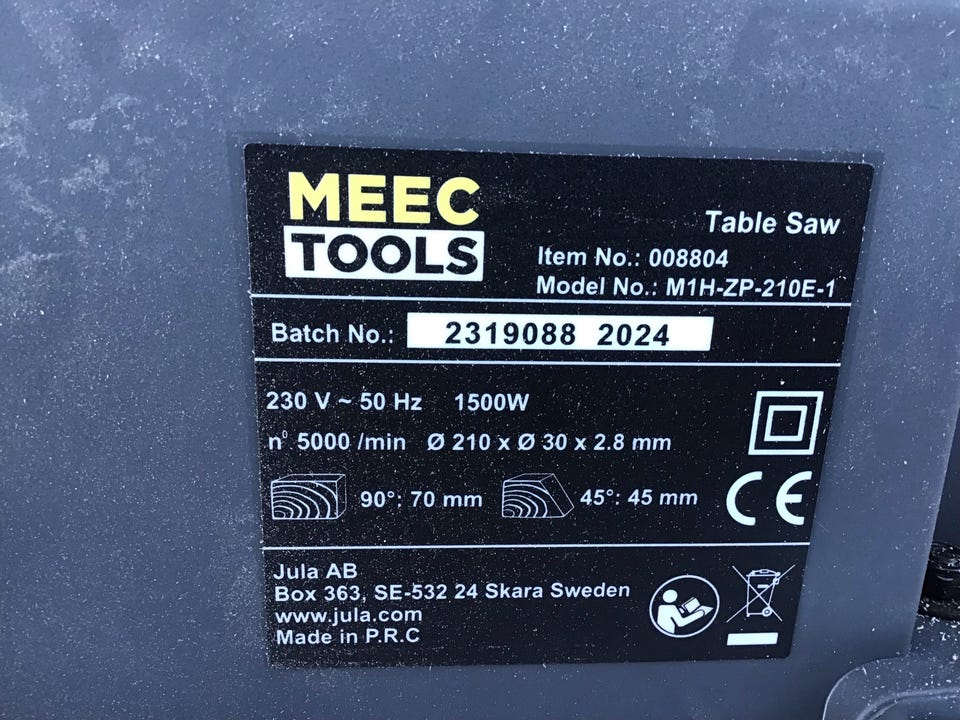 MEEC
TOOLS
Table Saw
Item No.: 008804
Model No.: M1H-ZP-210E-1
Batch No.: 2319088 2024
230 V ~ 50 Hz 1500W
n⁰ 5000 /min Ø 210 x Ø 30 x 2.8 mm
90°: 70 mm 45°: 45 mm
CE
Jula AB
Box 363, SE-532 24 Skara Sweden
www.jula.com
Made in P.R.C